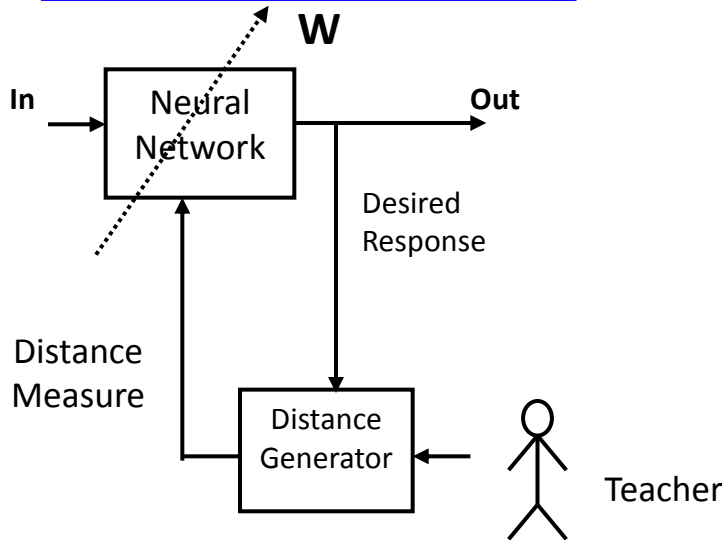 W
In
Neural
Network
Out
Desired
Response
Distance
Measure
Distance
Generator
Teacher